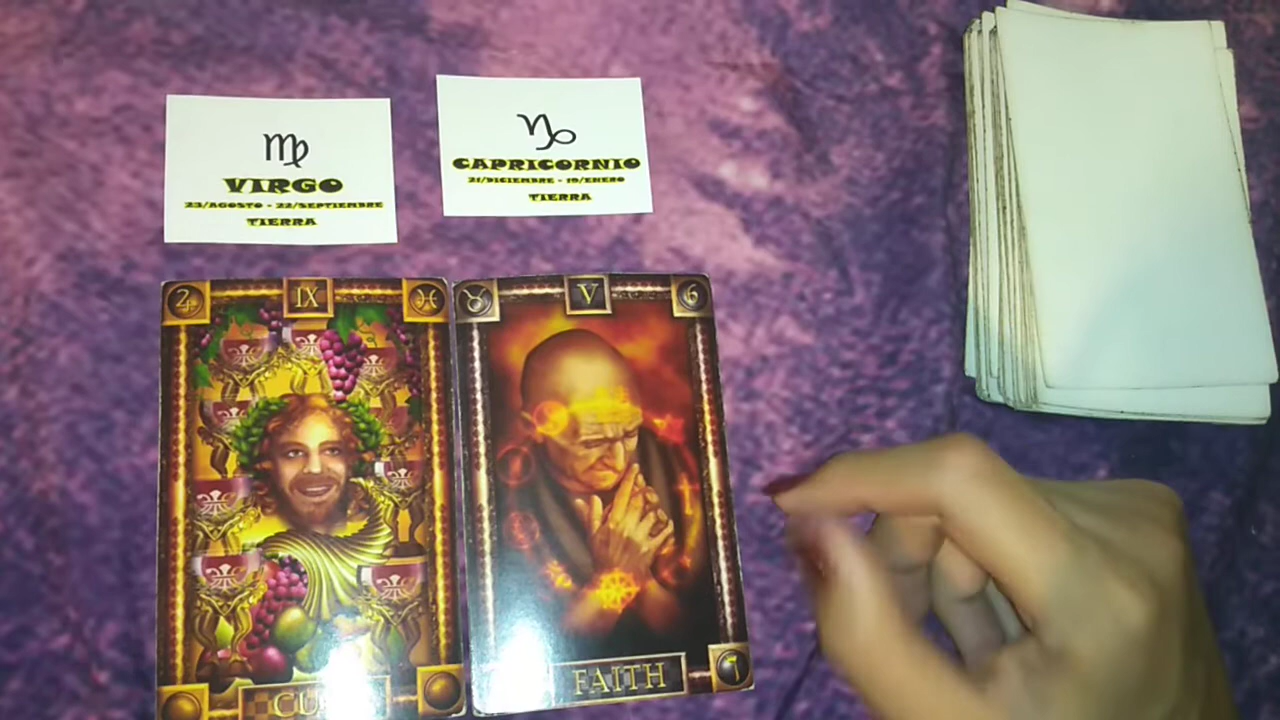 ♍
VIRGO
23/AGOSTO - 22/SEPTIEMBRE
TIERRA
♑
CAPRICORNIO
21/DICIEMBRE - 19/ENERO
TIERRA
♃ IX ♓
♉ V 6
FAITH